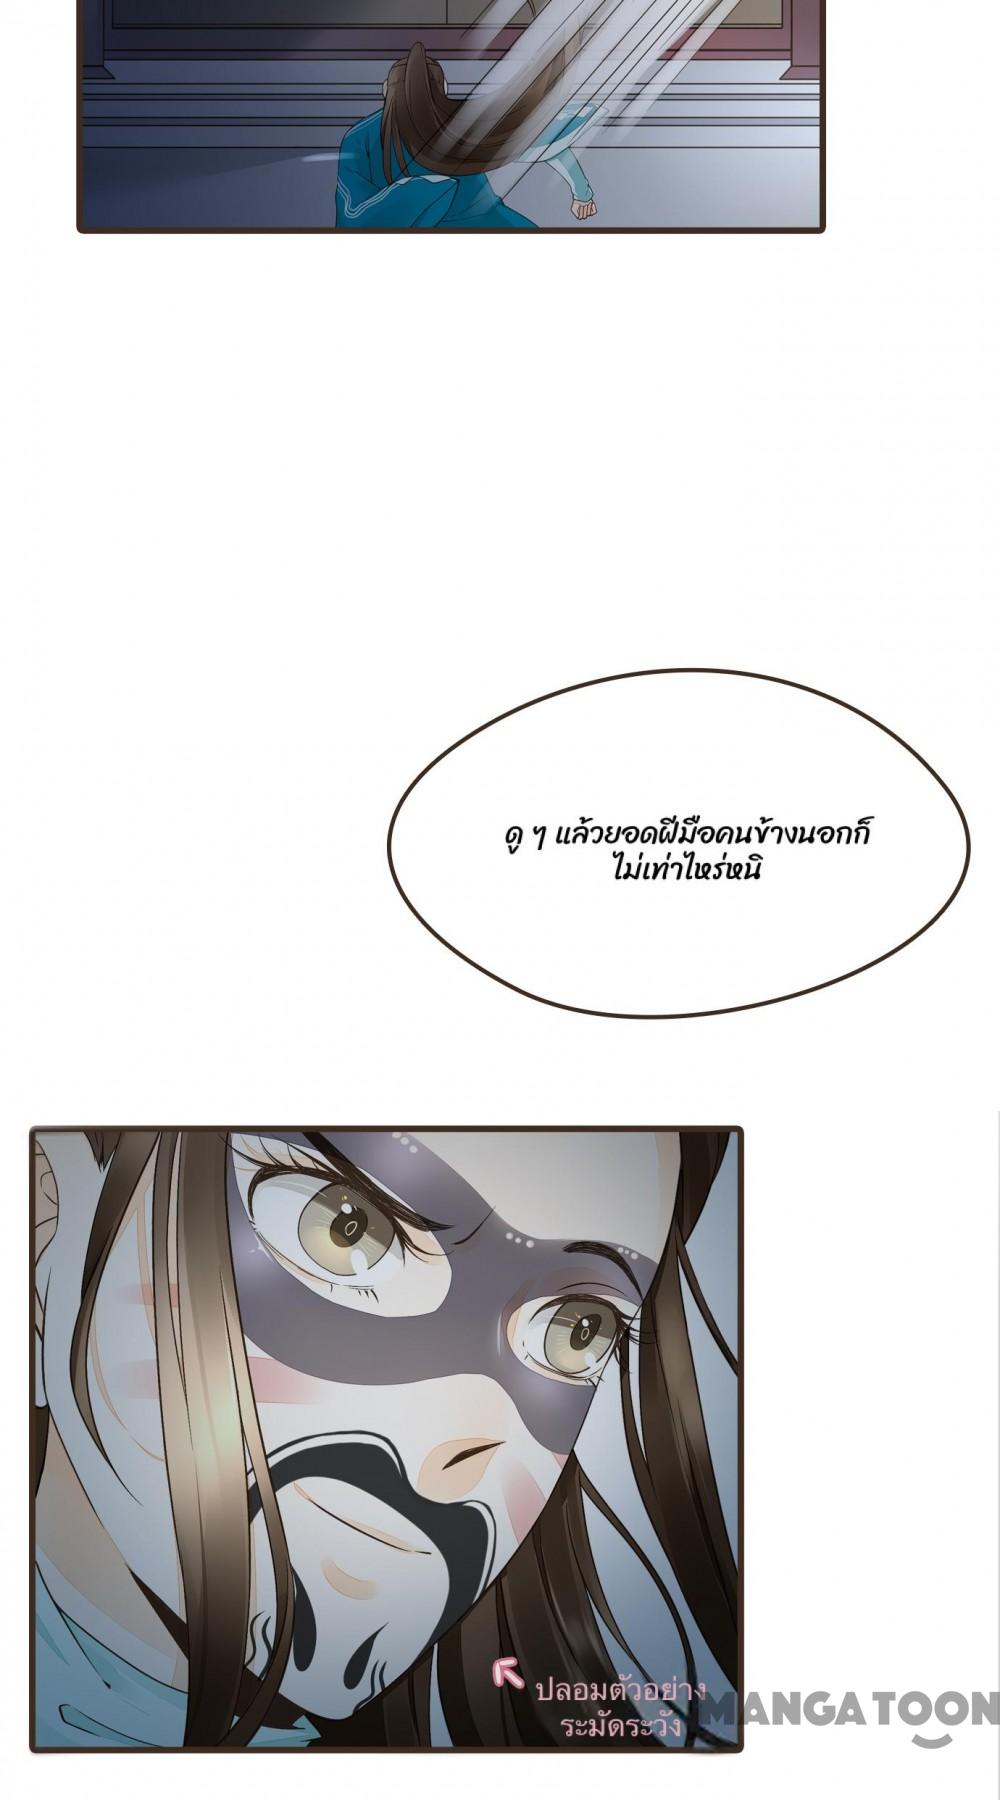 ดู ๆ แล้วยอดฝีมือคนข้างนอกก็
ไม่เท่าไหร่หนิ
ปลอมตัวอย่าง
ระมัดระวัง
MANGATOON